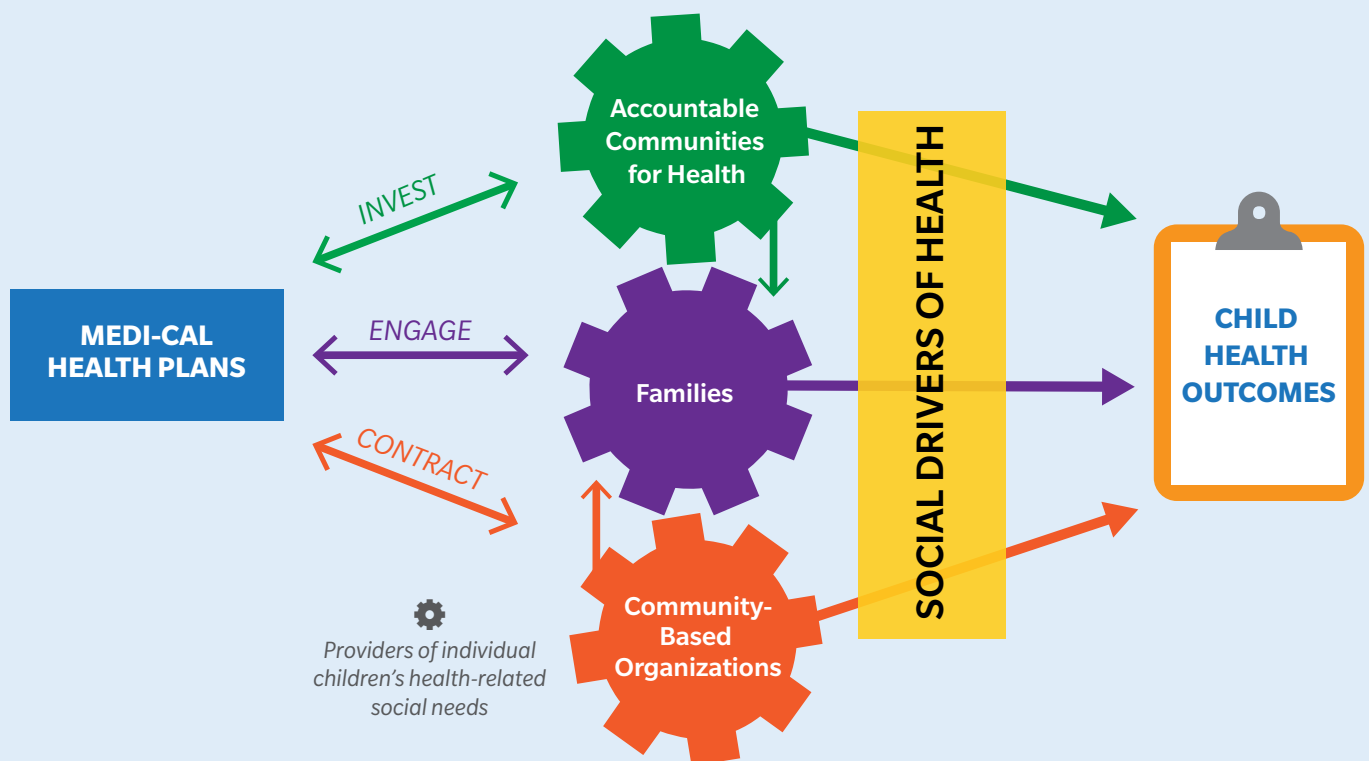 Accountable
Communities
for Health
INVEST
MEDI-CAL
HEALTH PLANS
ENGAGE
Families
CONTRACT
Community-
Based
Organizations
Providers of individual
children's health-related
social needs
SOCIAL DRIVERS OF HEALTH
CHILD
HEALTH
OUTCOMES